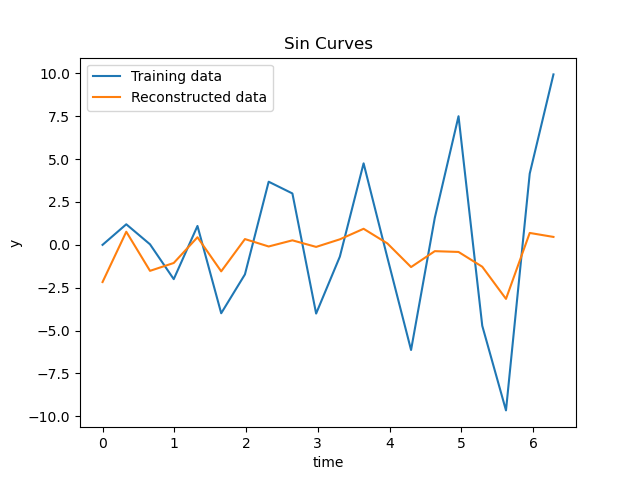 Sin Curves
Training data
Reconstructed data
10.0
7.5
5.0
2.5
0.0
−2.5
−5.0
−7.5
−10.0
y
0 1 2 3 4 5 6
time